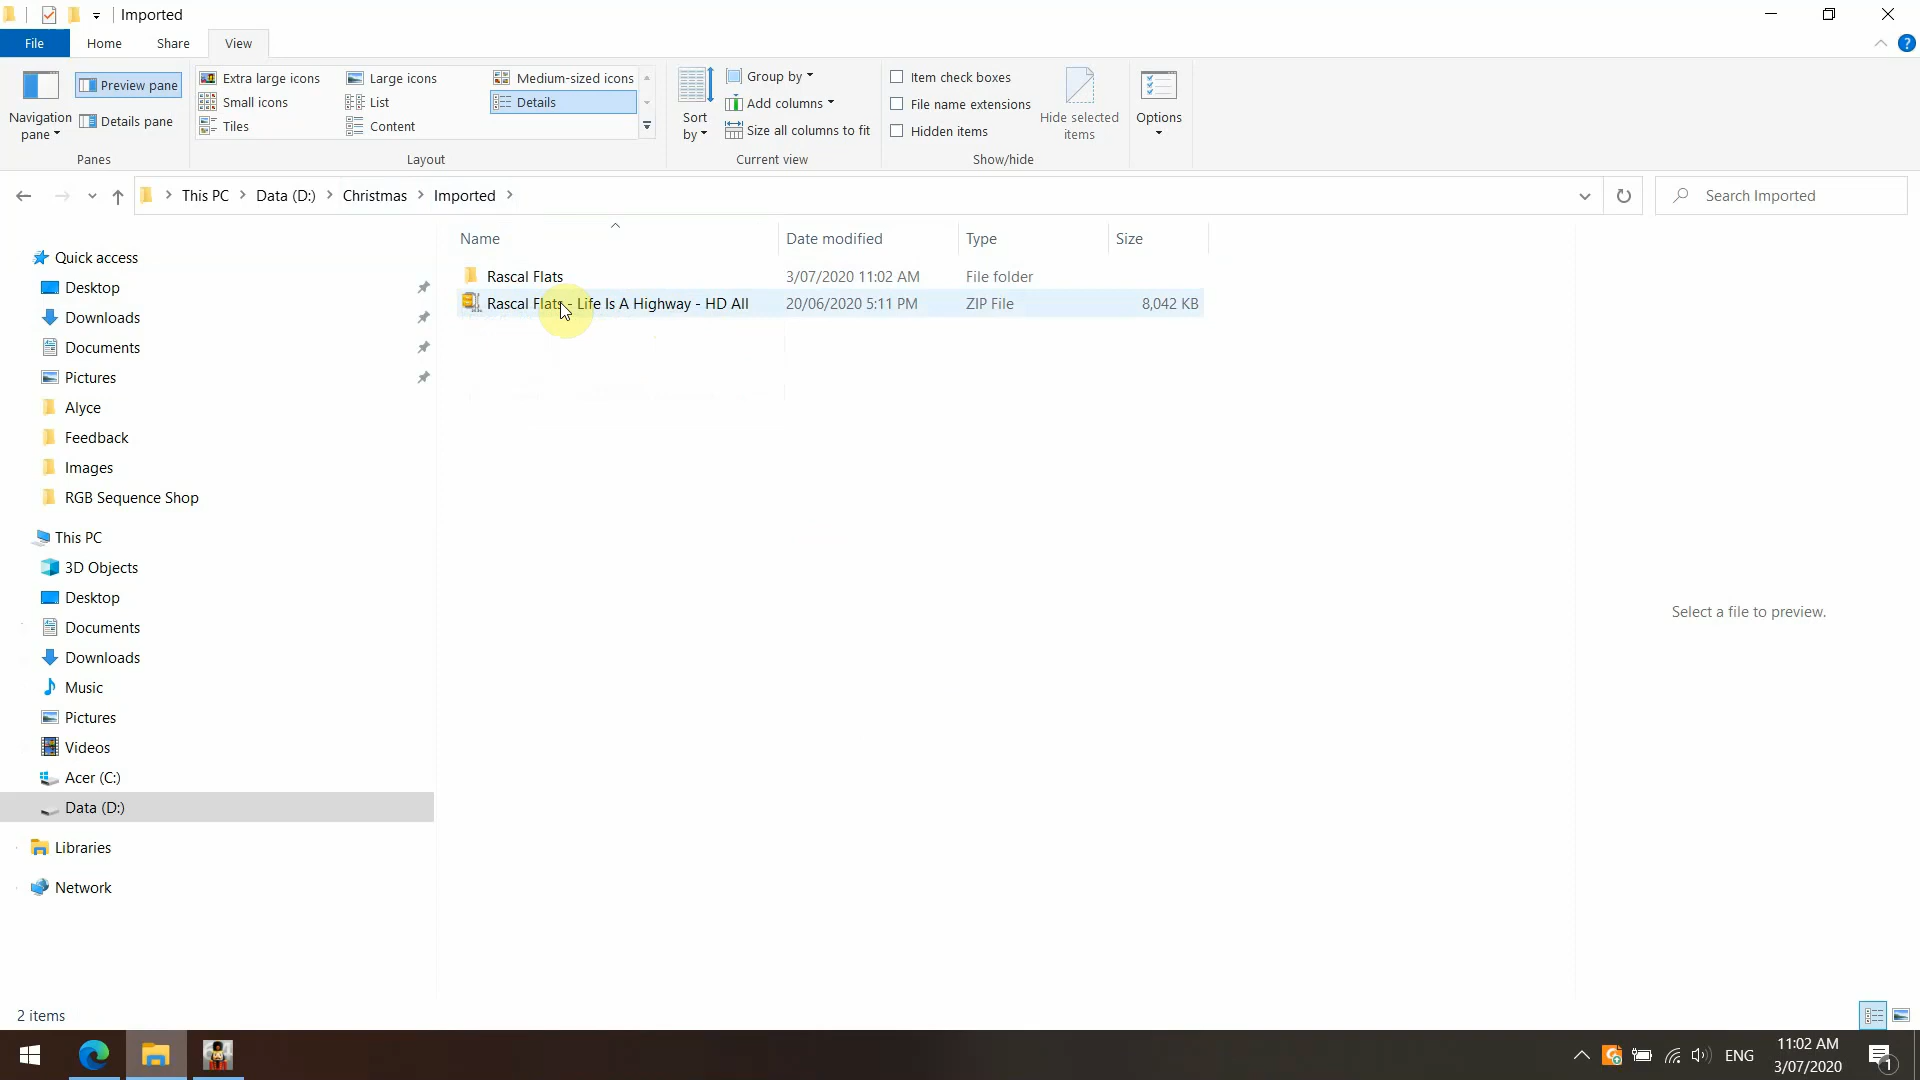 Imported
File Home Share View
Navigation pane
Preview pane
Details pane
Panes
Extra large icons Large icons Medium-sized icons
Small icons List Details
Tiles Content
Layout
Sort by
Group by
Add columns
Size all columns to fit
Current view
Item check boxes
File name extensions
Hidden items
Hide selected items
Show/hide
Options
This PC Data (D:) Christmas Imported
Search Imported
Name Date modified Type Size
Rascal Flats 3/07/2020 11:02 AM File folder
Rascal Flats - Life Is A Highway - HD All 20/06/2020 5:11 PM ZIP File 8,042 KB
Quick access
Desktop
Downloads
Documents
Pictures
Alyce
Feedback
Images
RGB Sequence Shop
This PC
3D Objects
Desktop
Documents
Downloads
Music
Pictures
Videos
Acer (C:)
Data (D:)
Libraries
Network
Select a file to preview.
2 items
ENG
11:02 AM
3/07/2020
1